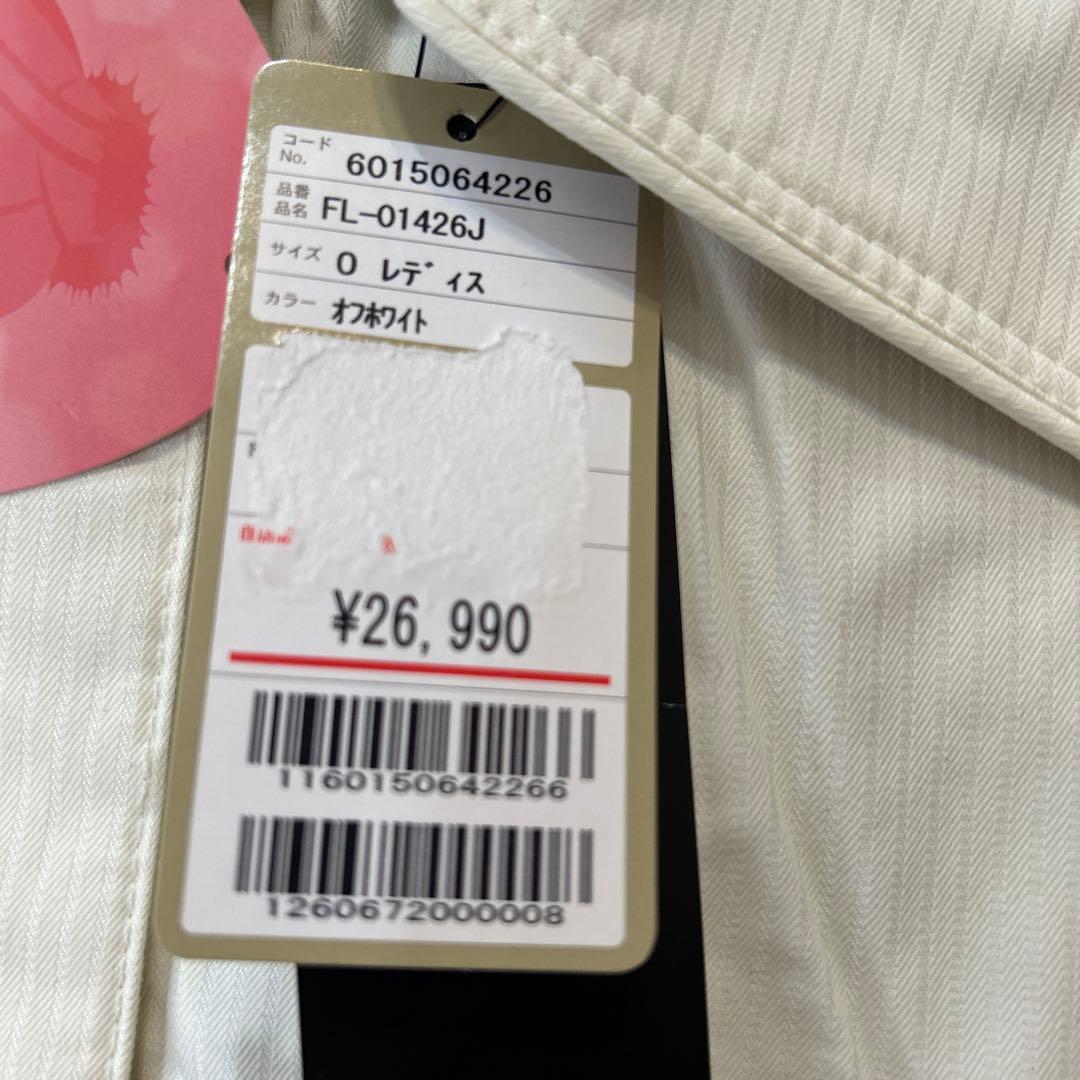 コード
No. 6015064226
品番
品名 FL-01426J
サイズ 0 ﾚﾃﾞｨｽ
カラー ｵﾌﾎﾜｲﾄ
¥26,990
1160150642266
1260672000008